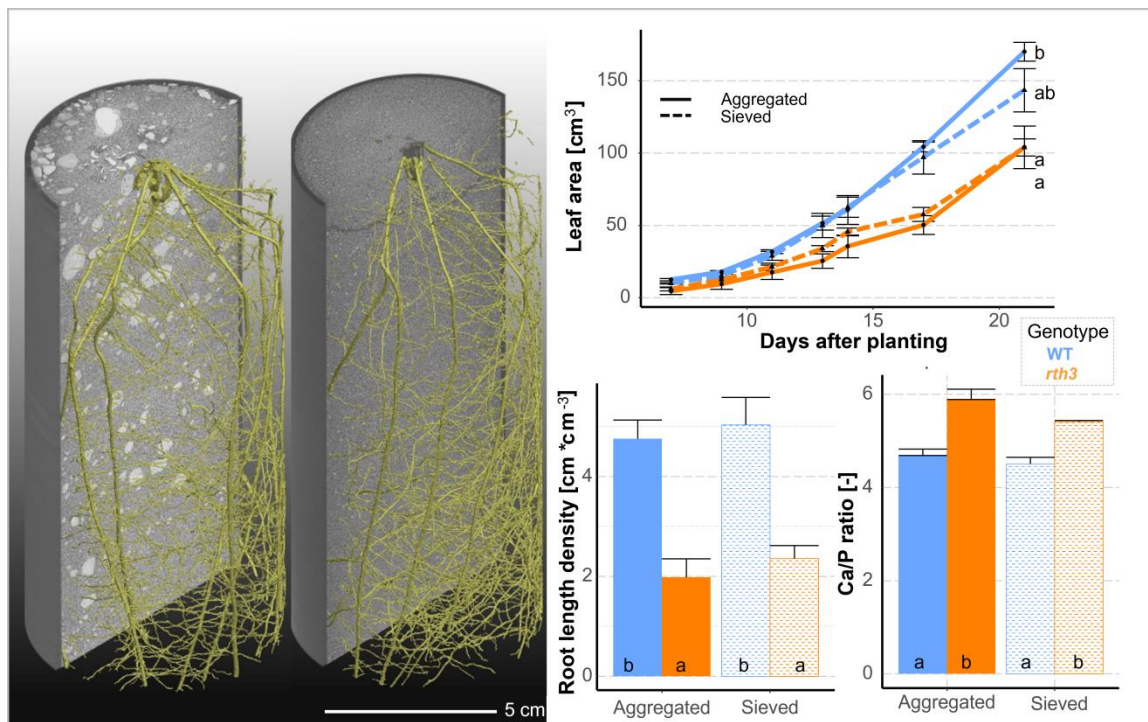 5 cm
Leaf area [cm³]
150
100
50
0
Aggregated
Sieved
b
ab
a
a
10
15
20
Days after planting
Genotype
WT
rth3
Root length density [cm *cm⁻³]
4
2
0
b
a
b
a
Aggregated
Sieved
Ca/P ratio [-]
6
4
2
0
a
b
a
b
Aggregated
Sieved